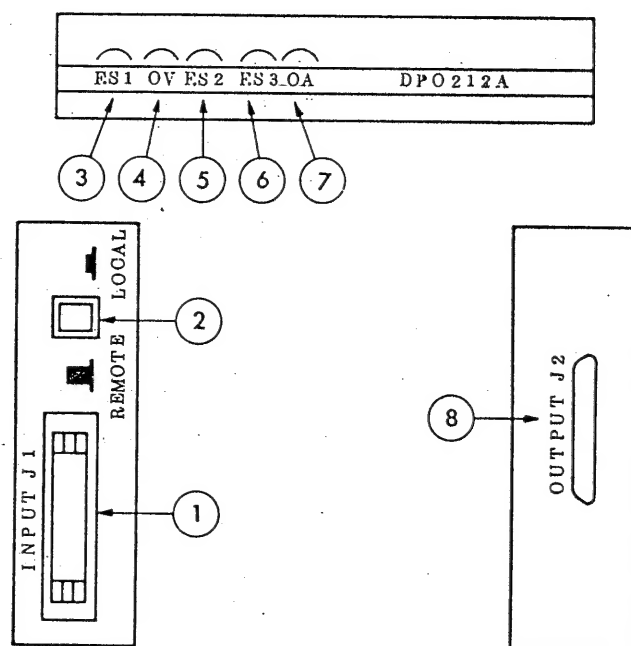 ES1 OV ES2 ES3 OA DPO212A
3 4 5 6 7
LOCAL
REMOTE
2
INPUT J1
1
8
OUTPUT J2